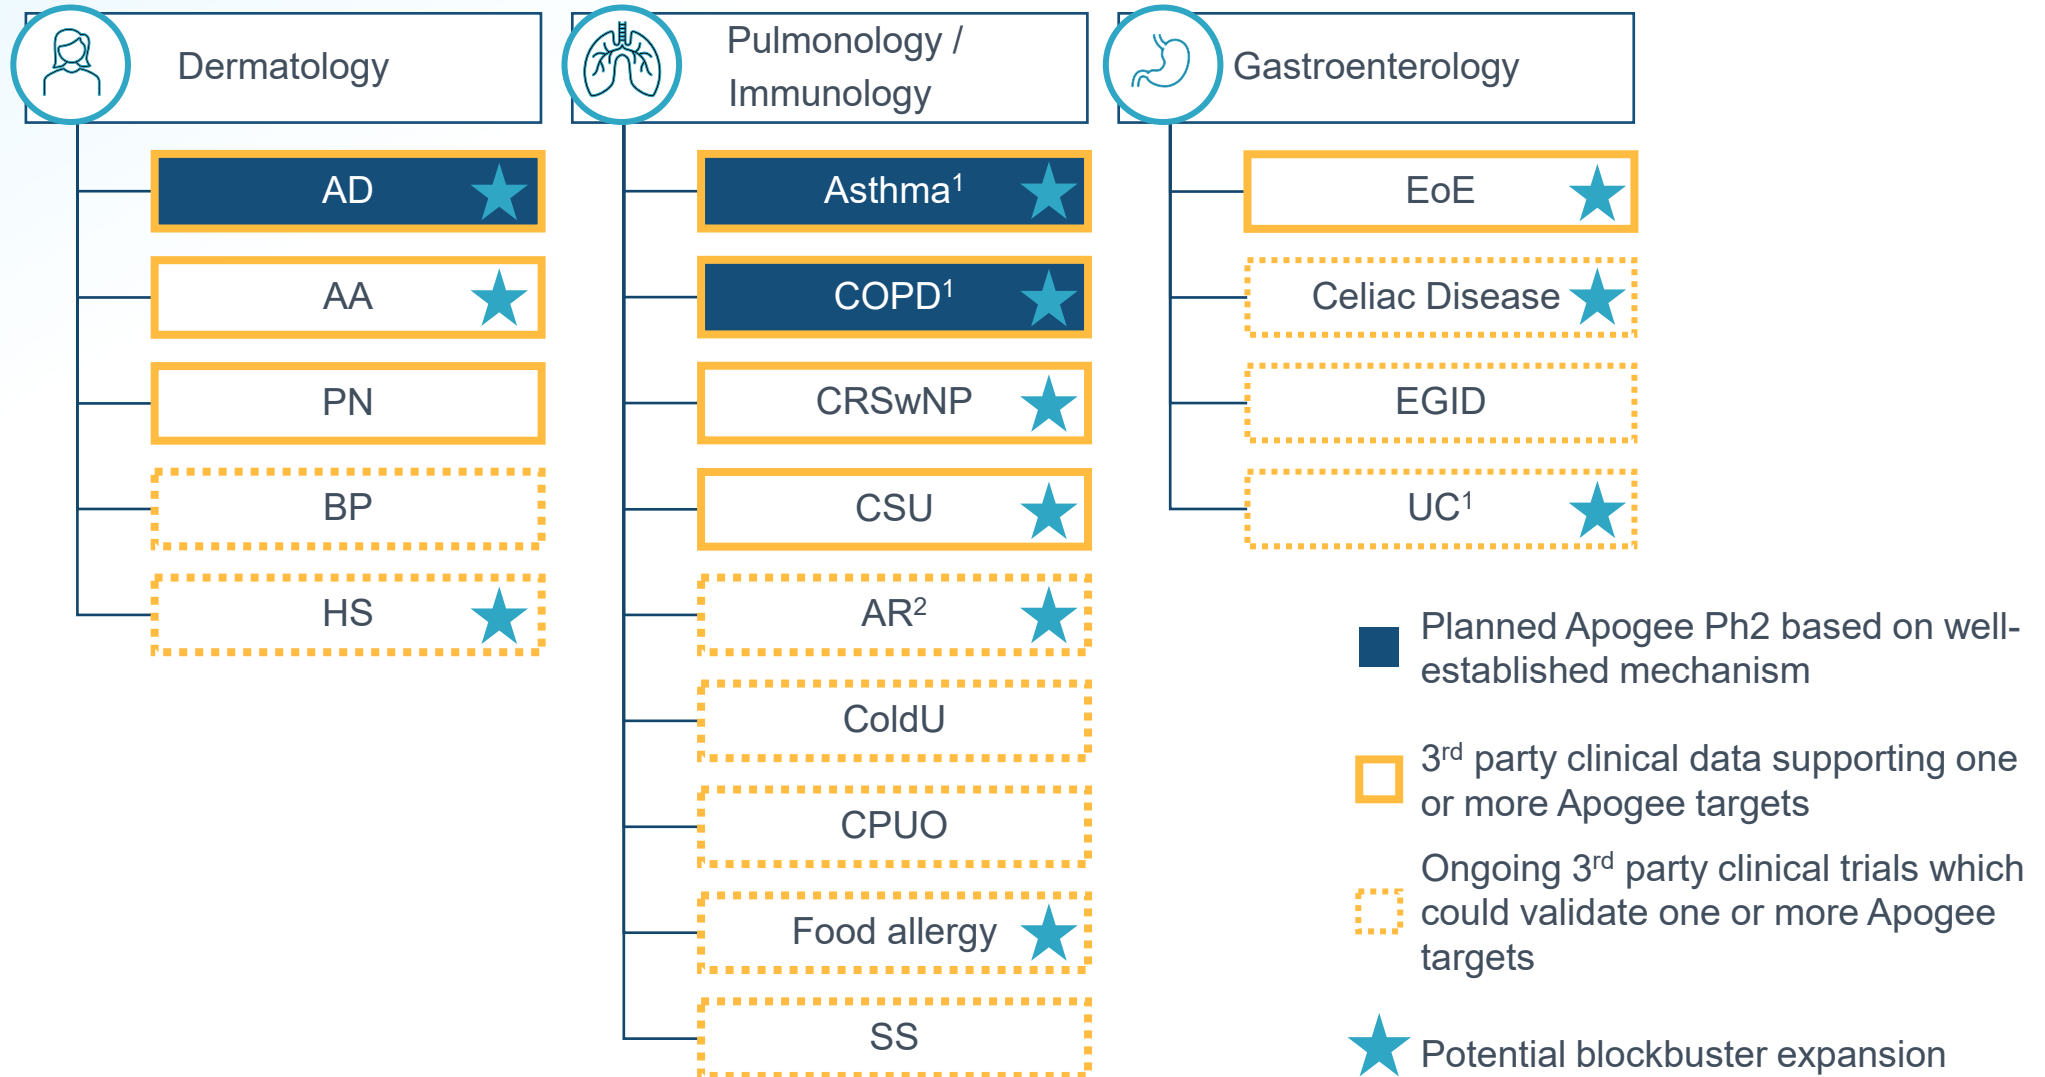 Dermatology
AD
AA
PN
BP
HS
Pulmonology /
Immunology
Asthma¹
COPD¹
CRSwNP
CSU
AR²
ColdU
CPUO
Food allergy
SS
Gastroenterology
EoE
Celiac Disease
EGID
UC¹
Planned Apogee Ph2 based on well-
established mechanism
3rd party clinical data supporting one
or more Apogee targets
Ongoing 3rd party clinical trials which
could validate one or more Apogee
targets
Potential blockbuster expansion